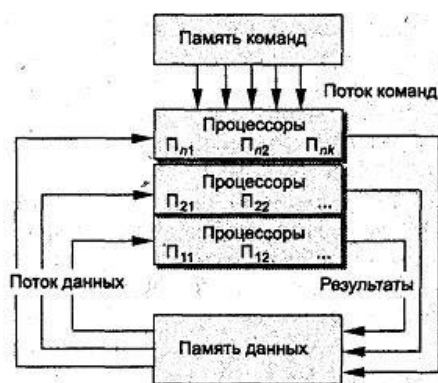 Память команд
Поток команд
Процессоры
Пn1 Пn2 Пnk
Процессоры
П21 П22 ...
Процессоры
П11 П12 ...
Поток данных
Результаты
Память данных